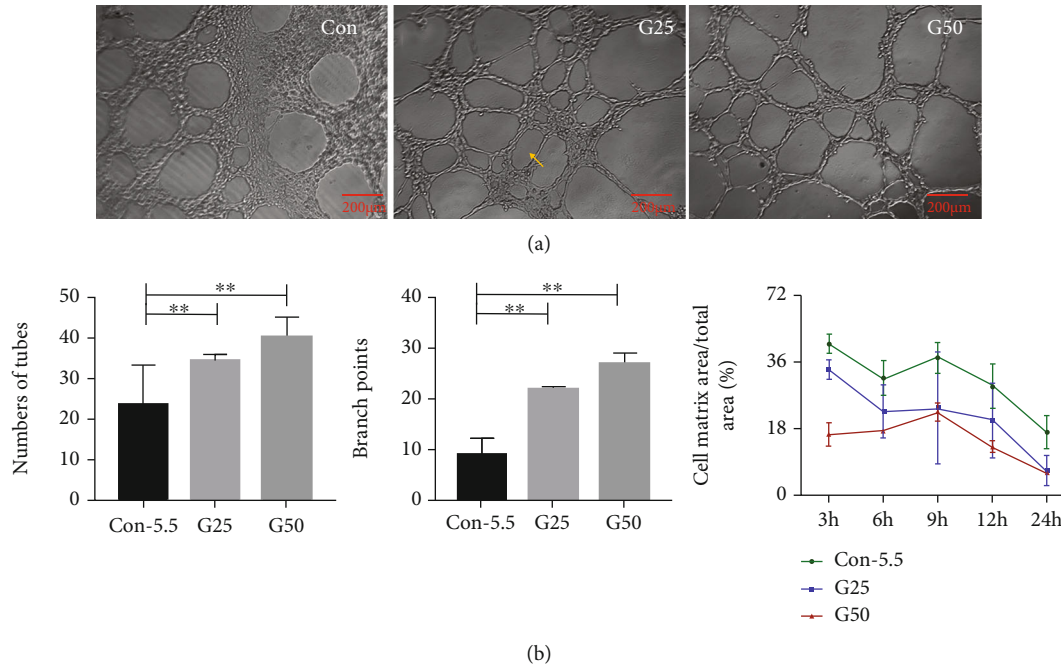 Con
G25
G50
200μm
200μm
200μm
(a)
Numbers of tubes
50
40
30
20
10
0
**
**
Con-5.5
G25
G50
Branch points
40
30
20
10
0
**
**
Con-5.5
G25
G50
Cell matrix area/total
area (%)
72
36
18
0
3h
6h
9h
12h
24h
Con-5.5
G25
G50
(b)